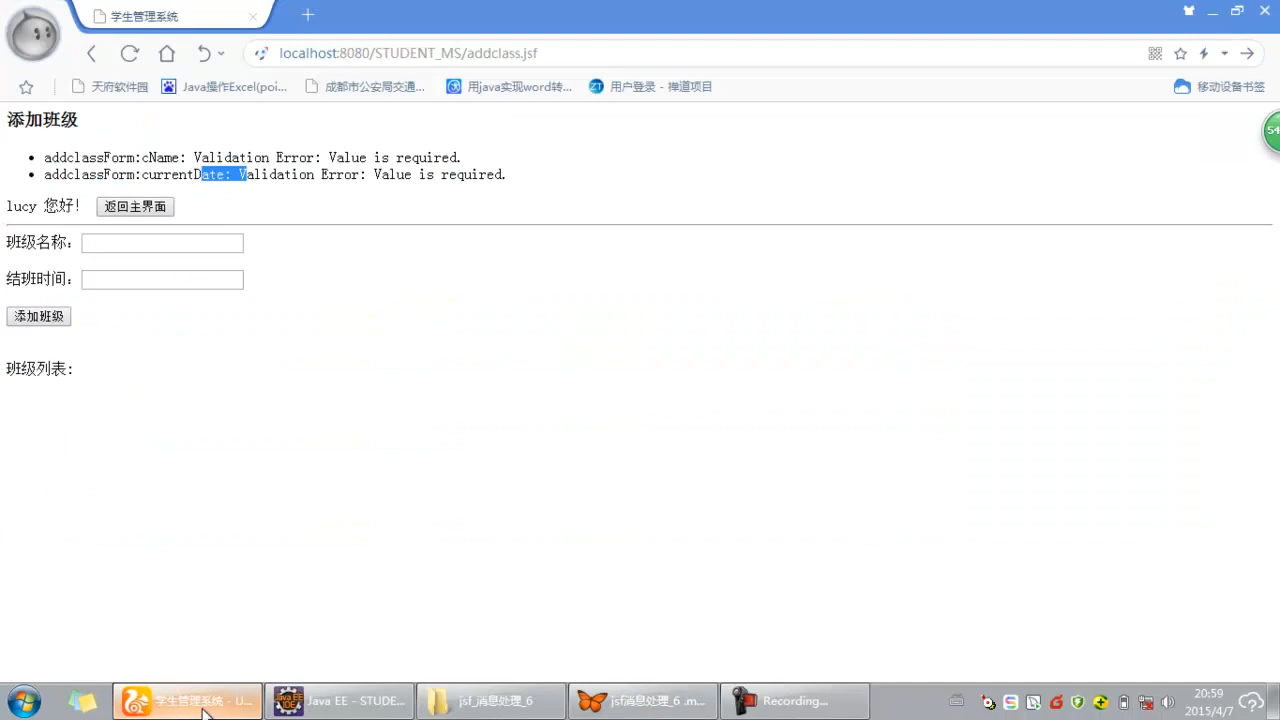 学生管理系统
localhost:8080/STUDENT_MS/addclass.jsf
天府软件园
Java操作Excel(poi...
成都市公安局交通...
用java实现word转...
用户登录 - 禅道项目
移动设备书签
添加班级
54
addclassForm:cName: Validation Error: Value is required.
addclassForm:currentDate: Validation Error: Value is required.
lucy 您好! 返回主界面
班级名称:
结班时间:
添加班级
班级列表:
学生管理系统 - U...
Java EE - STUDE...
jsf_消息处理_6
jsf消息处理_6 .m...
Recording...
20:59
2015/4/7